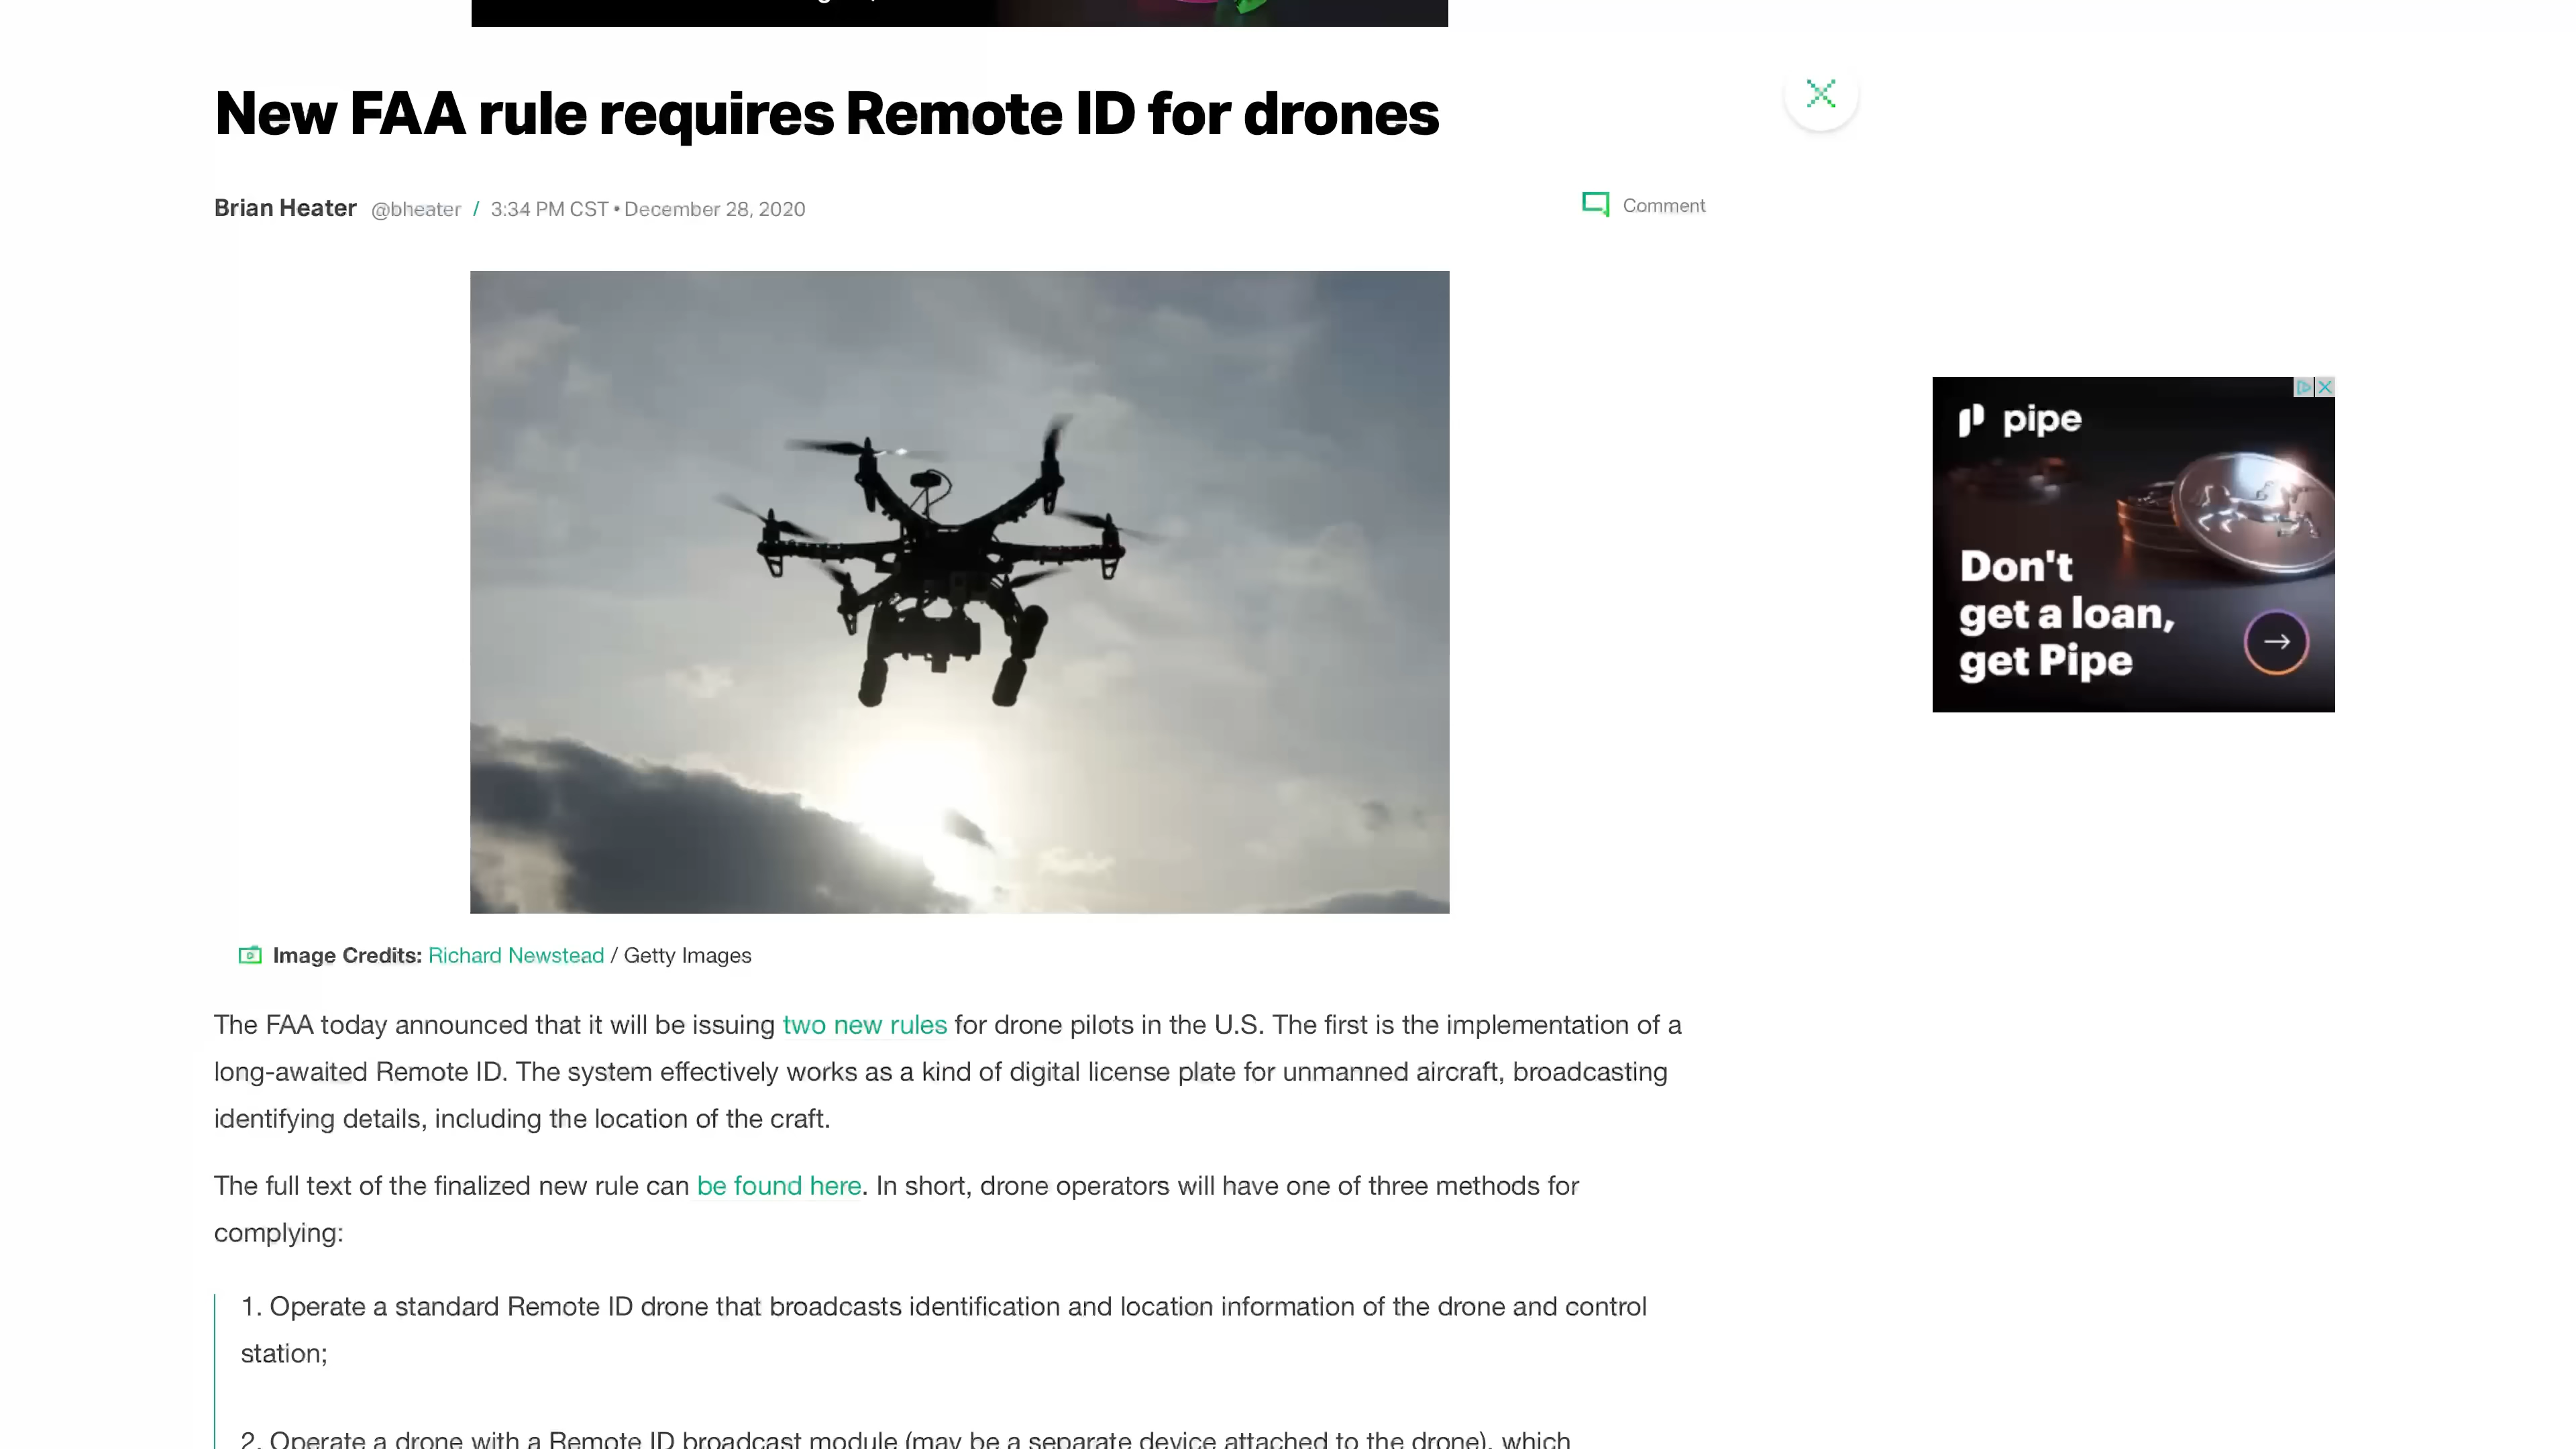 New FAA rule requires Remote ID for drones
Brian Heater @bheater / 3:34 PM CST • December 28, 2020
Comment
pipe
Don't
get a loan,
get Pipe
Image Credits: Richard Newstead / Getty Images
The FAA today announced that it will be issuing two new rules for drone pilots in the U.S. The first is the implementation of a
long-awaited Remote ID. The system effectively works as a kind of digital license plate for unmanned aircraft, broadcasting
identifying details, including the location of the craft.
The full text of the finalized new rule can be found here. In short, drone operators will have one of three methods for
complying:
1. Operate a standard Remote ID drone that broadcasts identification and location information of the drone and control
station;
2. Operate a drone with a Remote ID broadcast module (may be a separate device attached to the drone), which